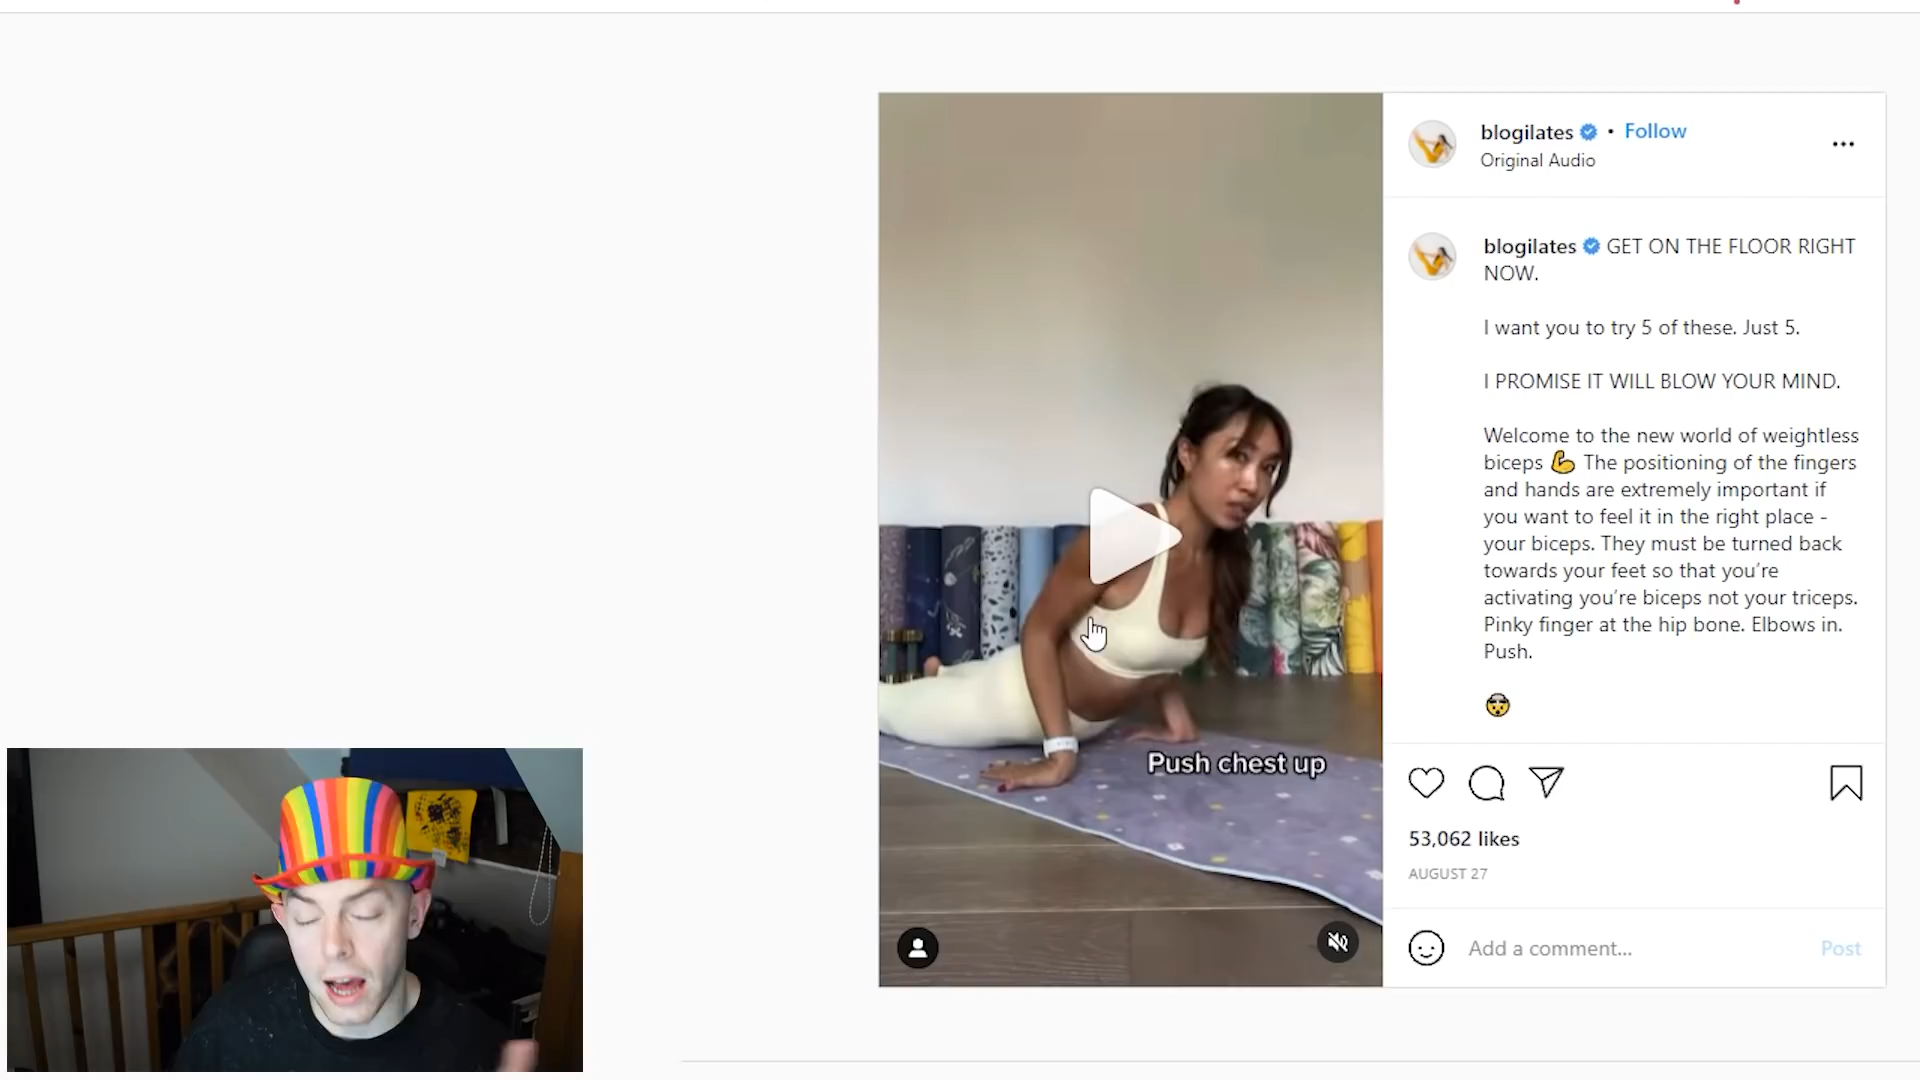 Push chest up
blogilates • Follow
Original Audio
blogilates GET ON THE FLOOR RIGHT
NOW.
I want you to try 5 of these. Just 5.
I PROMISE IT WILL BLOW YOUR MIND.
Welcome to the new world of weightless
biceps 💪 The positioning of the fingers
and hands are extremely important if
you want to feel it in the right place -
your biceps. They must be turned back
towards your feet so that you’re
activating you’re biceps not your triceps.
Pinky finger at the hip bone. Elbows in.
Push.
🤯
53,062 likes
AUGUST 27
Add a comment... Post